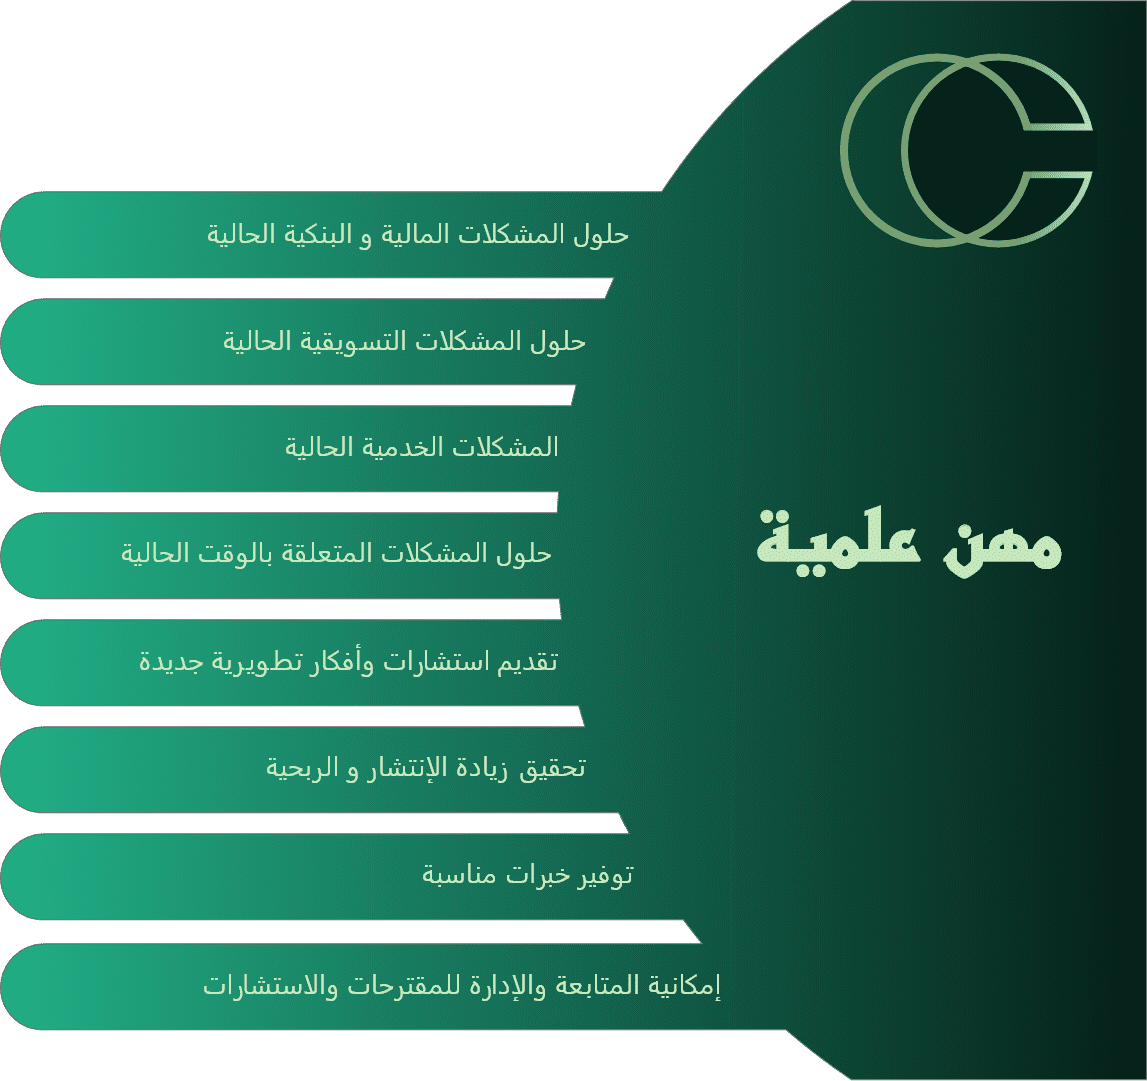 حلول المشكلات المالية و البنكية الحالية
حلول المشكلات التسويقية الحالية
المشكلات الخدمية الحالية
حلول المشكلات المتعلقة بالوقت الحالية
مهن علمية
تقديم استشارات وأفكار تطويرية جديدة
تحقيق زيادة الإنتشار و الربحية
توفير خبرات مناسبة
إمكانية المتابعة والإدارة للمقترحات والاستشارات